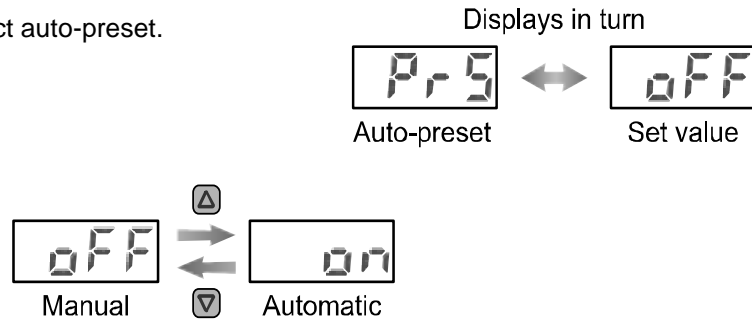 ct auto-preset.
Displays in turn
PrS oFF
Auto-preset Set value
oFF on
Manual Automatic